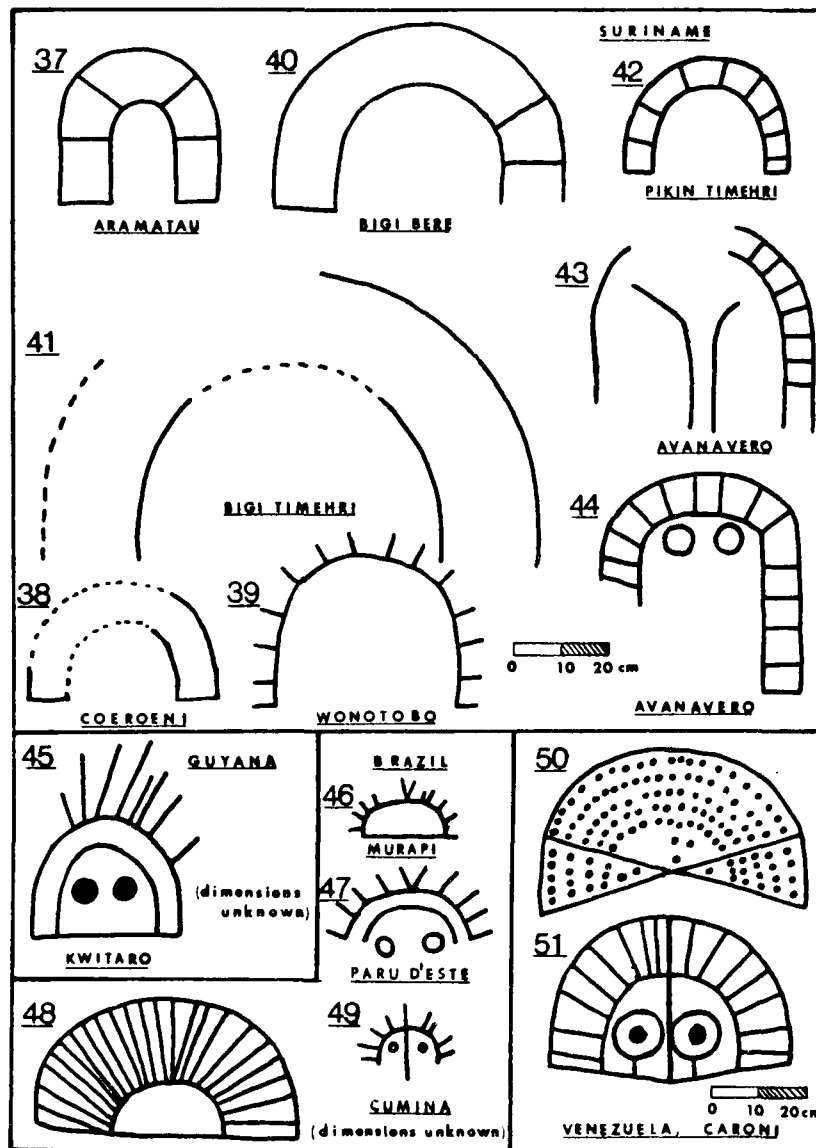 SURINAME
37
ARAMATAU
40
BIGI BERE
42
PIKIN TIMEHRI
43
AVANAVERO
41
BIGI TIMEHRI
44
AVANAVERO
38
COEROENI
39
WONOTOBO
0 10 20 cm
45
GUYANA
(dimensions
unknown)
KWITARO
BRAZIL
46
MURAPI
47
PARU D'ESTE
48
49
CUMINA
(dimensions unknown)
50
51
0 10 20cm
VENEZUELA, CARONI